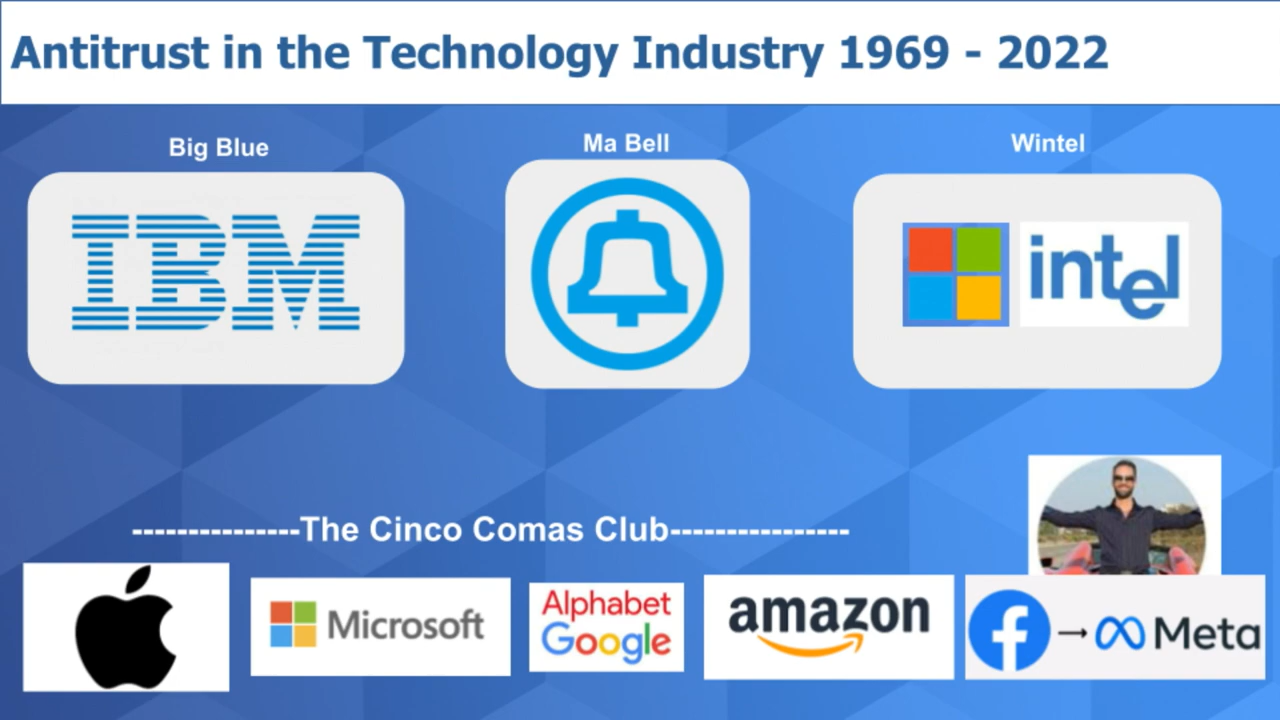 Antitrust in the Technology Industry 1969 - 2022
Big Blue
Ma Bell
Wintel
IBM
intel
---------------The Cinco Comas Club----------------
Microsoft
Alphabet
Google
amazon
f → Meta